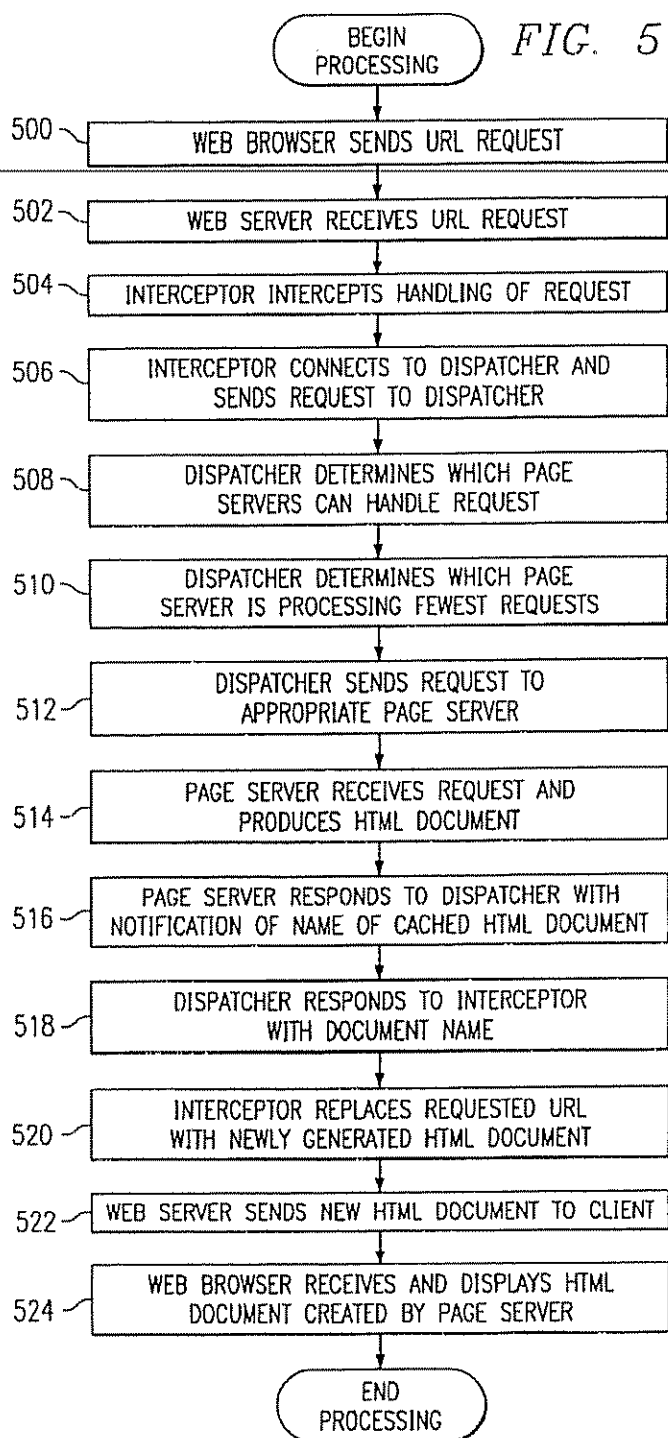 BEGIN
PROCESSING
FIG. 5
500
WEB BROWSER SENDS URL REQUEST
502
WEB SERVER RECEIVES URL REQUEST
504
INTERCEPTOR INTERCEPTS HANDLING OF REQUEST
506
INTERCEPTOR CONNECTS TO DISPATCHER AND
SENDS REQUEST TO DISPATCHER
508
DISPATCHER DETERMINES WHICH PAGE
SERVERS CAN HANDLE REQUEST
510
DISPATCHER DETERMINES WHICH PAGE
SERVER IS PROCESSING FEWEST REQUESTS
512
DISPATCHER SENDS REQUEST TO
APPROPRIATE PAGE SERVER
514
PAGE SERVER RECEIVES REQUEST AND
PRODUCES HTML DOCUMENT
516
PAGE SERVER RESPONDS TO DISPATCHER WITH
NOTIFICATION OF NAME OF CACHED HTML DOCUMENT
518
DISPATCHER RESPONDS TO INTERCEPTOR
WITH DOCUMENT NAME
520
INTERCEPTOR REPLACES REQUESTED URL
WITH NEWLY GENERATED HTML DOCUMENT
522
WEB SERVER SENDS NEW HTML DOCUMENT TO CLIENT
524
WEB BROWSER RECEIVES AND DISPLAYS HTML
DOCUMENT CREATED BY PAGE SERVER
END
PROCESSING